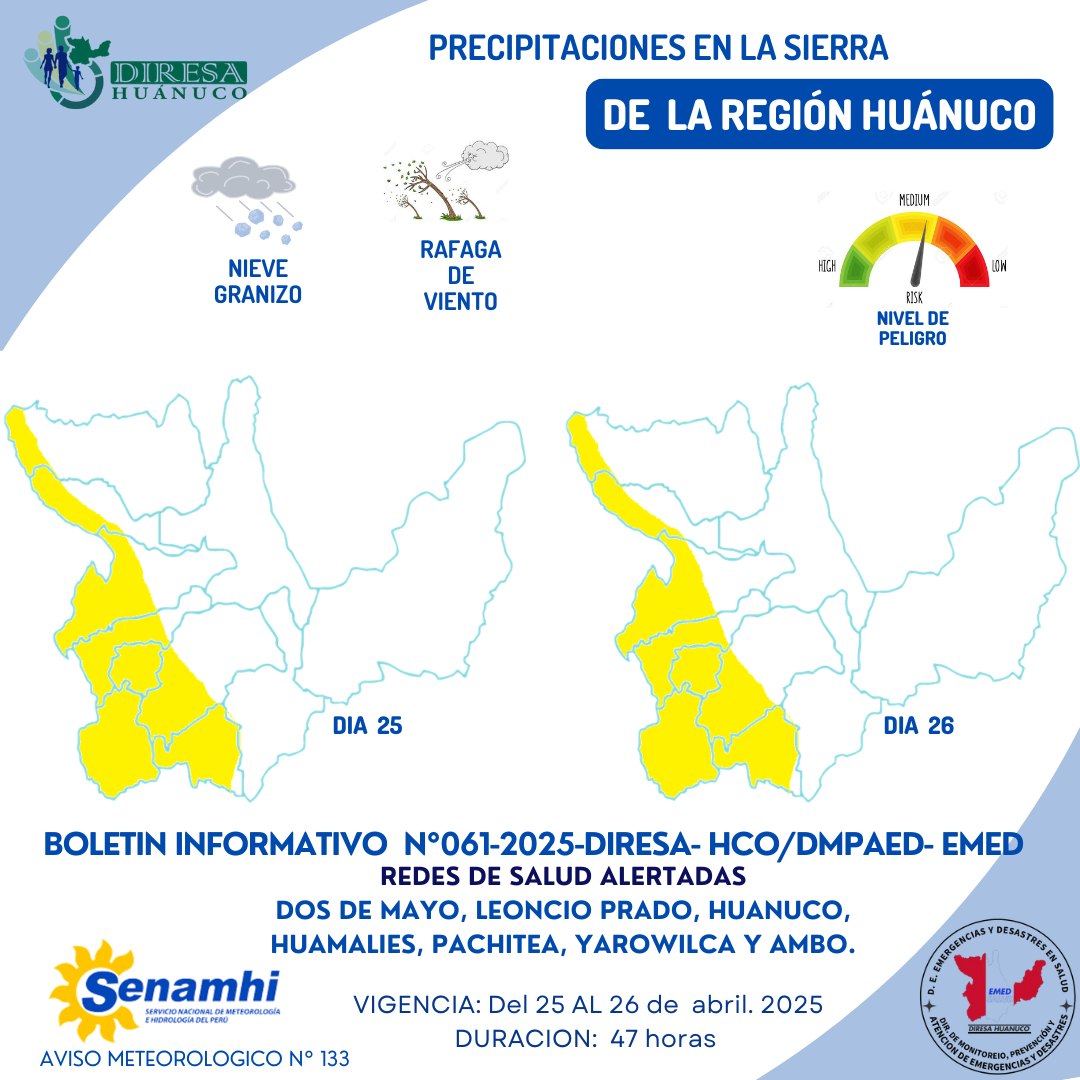 DIRESA
HUÁNUCO
PRECIPITACIONES EN LA SIERRA
DE LA REGIÓN HUÁNUCO
NIEVE
GRANIZO
RAFAGA
DE
VIENTO
MEDIUM
HIGH
LOW
RISK
NIVEL DE
PELIGRO
DIA 25
DIA 26
BOLETIN INFORMATIVO N°061-2025-DIRESA- HCO/DMPAED- EMED
REDES DE SALUD ALERTADAS
DOS DE MAYO, LEONCIO PRADO, HUANUCO,
HUAMALIES, PACHITEA, YAROWILCA Y AMBO.
Senamhi
SERVICIO NACIONAL DE METEOROLOGÍA
E HIDROLOGÍA DEL PERÚ
AVISO METEOROLOGICO N° 133
VIGENCIA: Del 25 AL 26 de abril. 2025
DURACION: 47 horas
D. E. EMERGENCIAS Y DESASTRES EN SALUD
EMED
DIRESA HUANUCO
DIR. DE MONITOREIO, PREVENCIÓN Y
ATENCION DE EMERGENCIAS Y DESASTRES